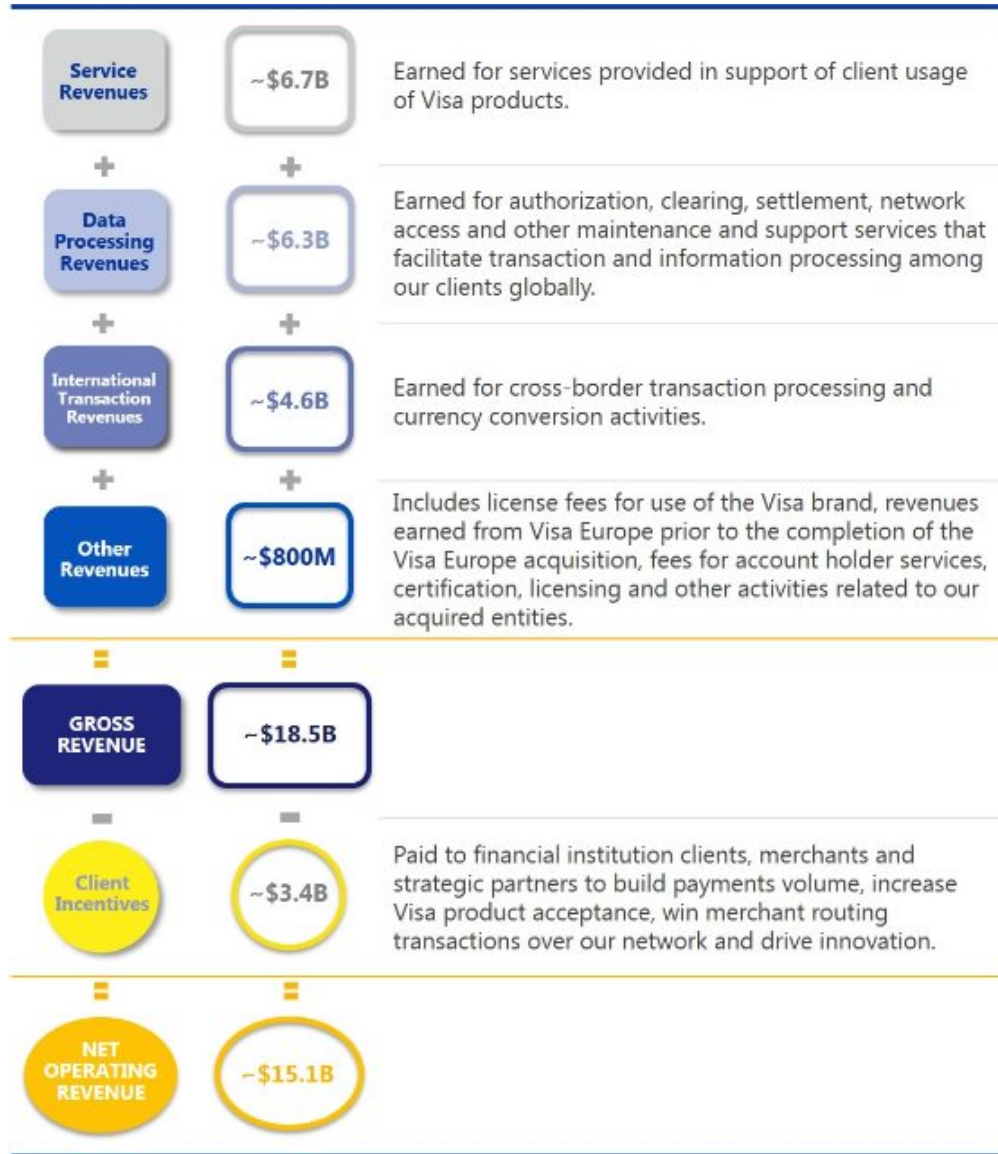 Service
Revenues
~$6.7B
Earned for services provided in support of client usage
of Visa products.
+
+
Data
Processing
Revenues
~$6.3B
Earned for authorization, clearing, settlement, network
access and other maintenance and support services that
facilitate transaction and information processing among
our clients globally.
+
+
International
Transaction
Revenues
~$4.6B
Earned for cross-border transaction processing and
currency conversion activities.
+
+
Other
Revenues
~$800M
Includes license fees for use of the Visa brand, revenues
earned from Visa Europe prior to the completion of the
Visa Europe acquisition, fees for account holder services,
certification, licensing and other activities related to our
acquired entities.
=
=
GROSS
REVENUE
~$18.5B
-
-
Client
Incentives
~$3.4B
Paid to financial institution clients, merchants and
strategic partners to build payments volume, increase
Visa product acceptance, win merchant routing
transactions over our network and drive innovation.
=
=
NET
OPERATING
REVENUE
~$15.1B